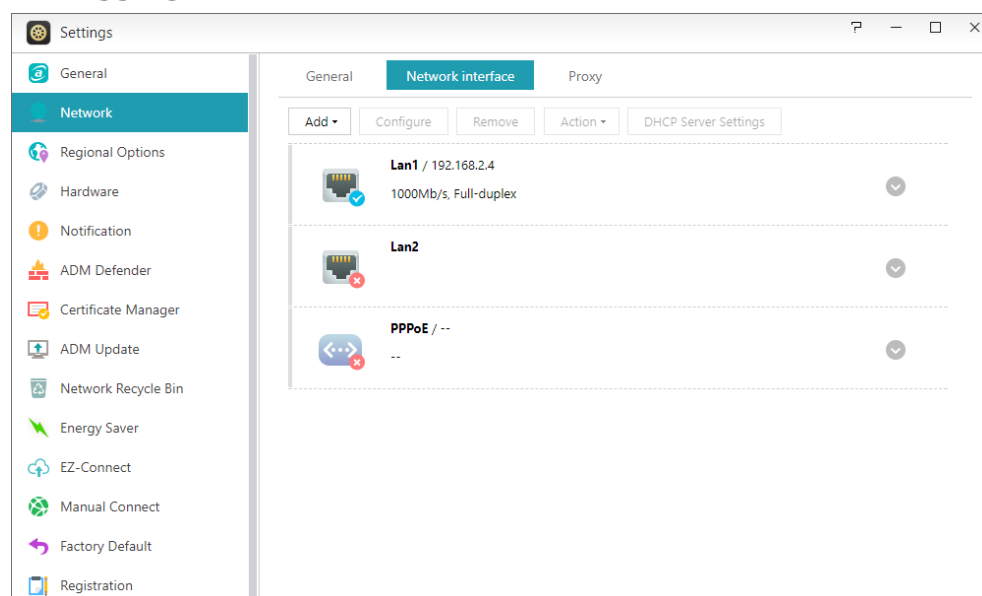 Settings
General
Network
Regional Options
Hardware
Notification
ADM Defender
Certificate Manager
ADM Update
Network Recycle Bin
Energy Saver
EZ-Connect
Manual Connect
Factory Default
Registration
General Network interface Proxy
Add Configure Remove Action DHCP Server Settings
Lan1 / 192.168.2.4
1000Mb/s, Full-duplex
Lan2
PPPoE / --
--